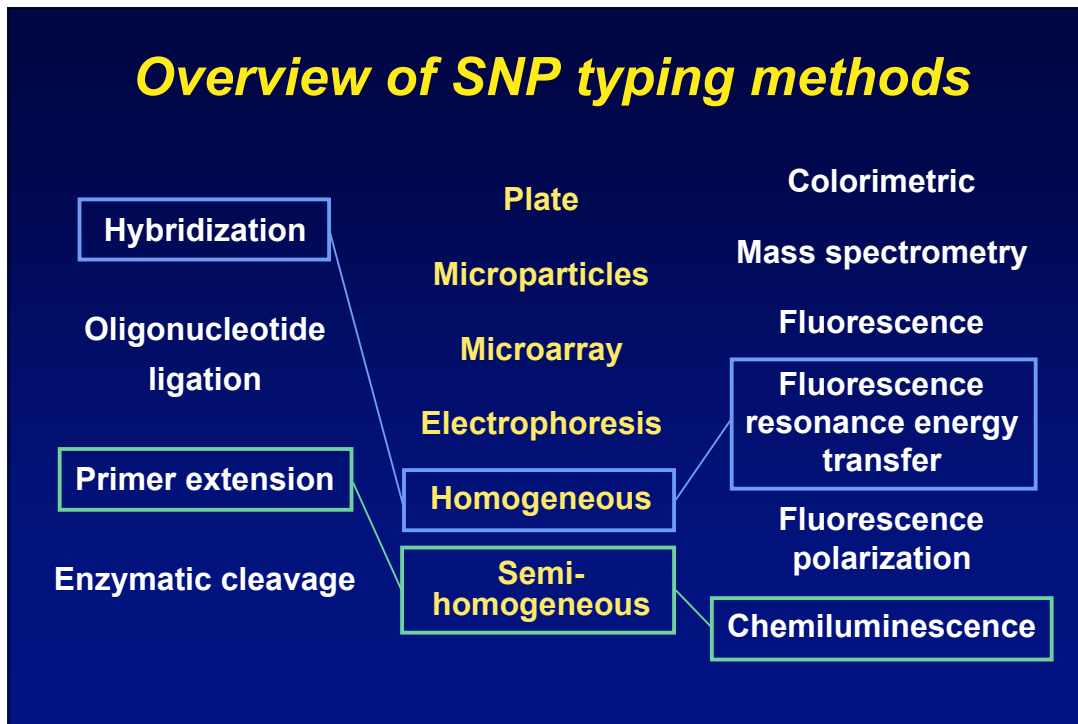 Overview of SNP typing methods
Hybridization
Oligonucleotide
ligation
Primer extension
Enzymatic cleavage
Plate
Microparticles
Microarray
Electrophoresis
Homogeneous
Semi-
homogeneous
Colorimetric
Mass spectrometry
Fluorescence
Fluorescence
resonance energy
transfer
Fluorescence
polarization
Chemiluminescence